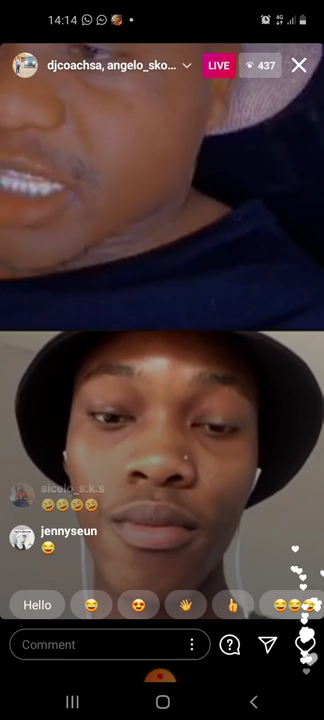 14:14
djcoachsa, angelo_sko... LIVE 437
sicelo_s.k.s
🤣🤣🤣🤣
jennyseun
😂
Hello 😂 😍 👋 👍 😂😂
Comment